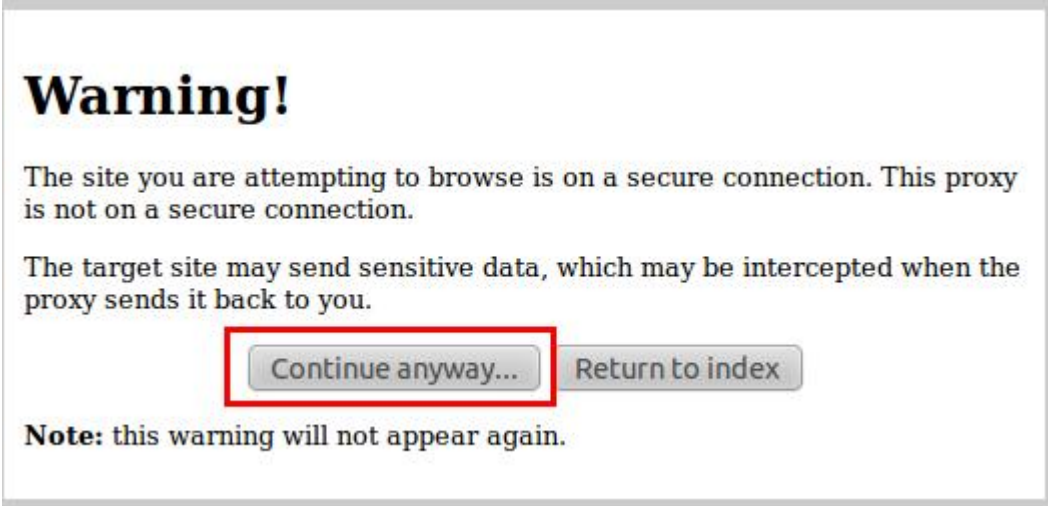 Warning!
The site you are attempting to browse is on a secure connection. This proxy
is not on a secure connection.
The target site may send sensitive data, which may be intercepted when the
proxy sends it back to you.
Continue anyway... Return to index
Note: this warning will not appear again.